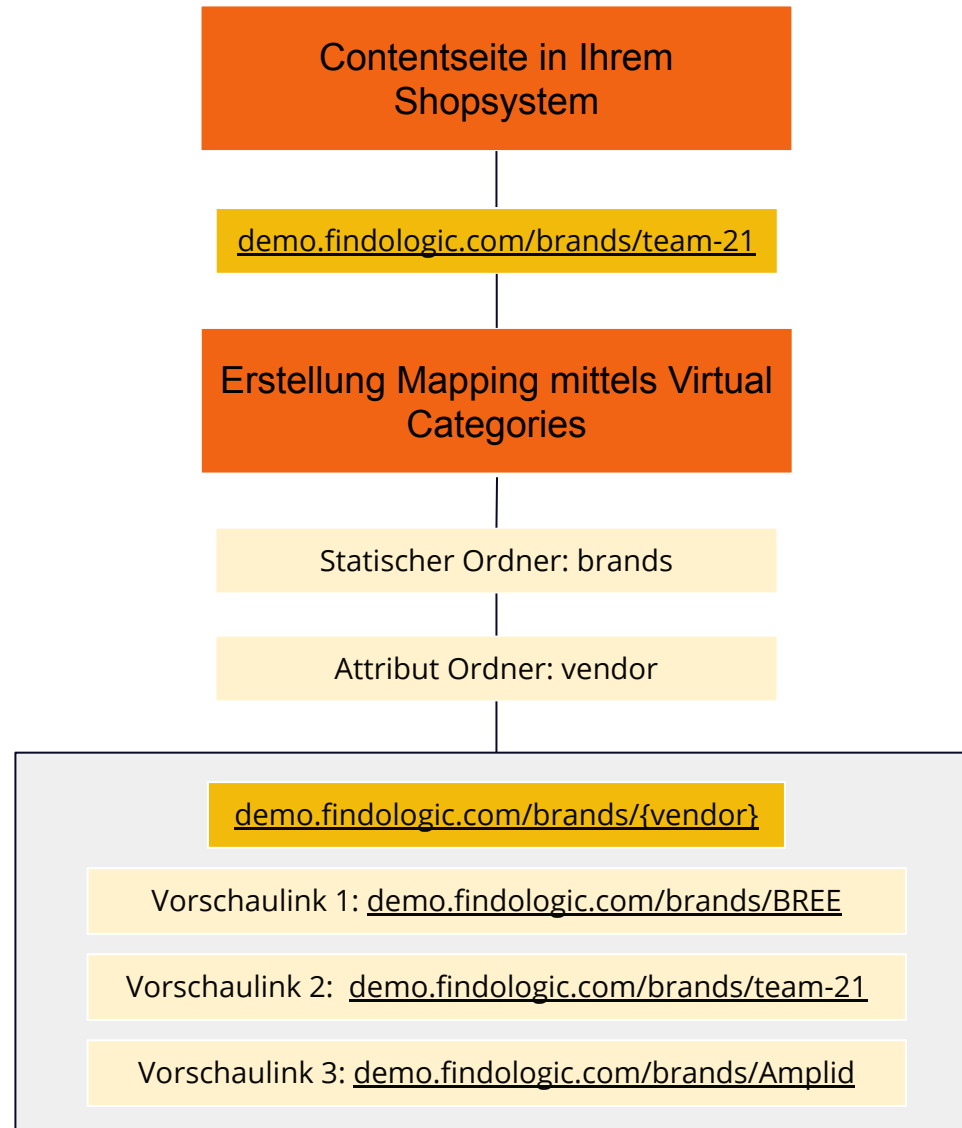 Contentseite in Ihrem
Shopsystem
demo.findologic.com/brands/team-21
Erstellung Mapping mittels Virtual
Categories
Statischer Ordner: brands
Attribut Ordner: vendor
demo.findologic.com/brands/{vendor}
Vorschaulink 1: demo.findologic.com/brands/BREE
Vorschaulink 2: demo.findologic.com/brands/team-21
Vorschaulink 3: demo.findologic.com/brands/Amplid